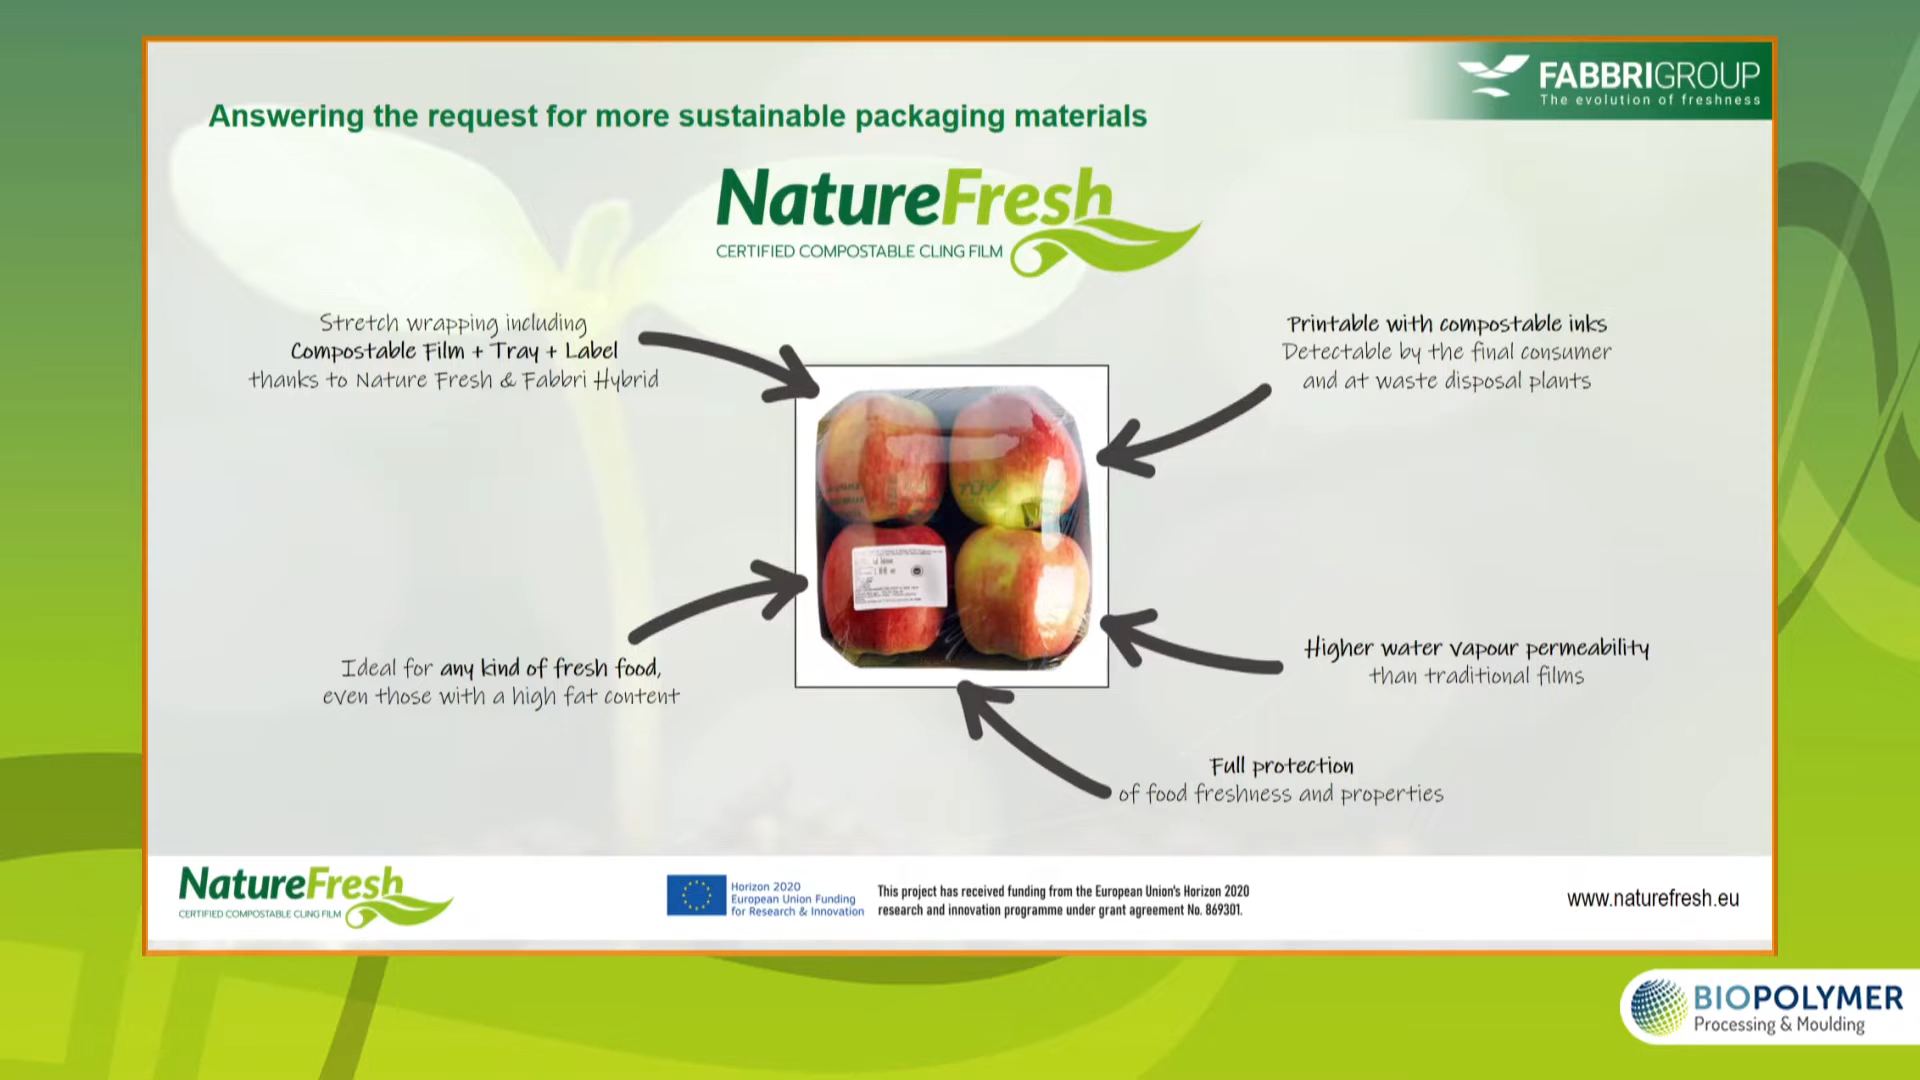 FABBRIGROUP
The evolution of freshness
Answering the request for more sustainable packaging materials
NatureFresh
CERTIFIED COMPOSTABLE CLING FILM
Stretch wrapping including
Compostable Film + Tray + Label
thanks to Nature Fresh & Fabbri Hybrid
Printable with compostable inks
Detectable by the final consumer
and at waste disposal plants
TÜV
Ideal for any kind of fresh food,
even those with a high fat content
Higher water vapour permeability
than traditional films
Full protection
of food freshness and properties
NatureFresh
CERTIFIED COMPOSTABLE CLING FILM
Horizon 2020
European Union Funding
for Research & Innovation
This project has received funding from the European Union's Horizon 2020
research and innovation programme under grant agreement No. 869301.
www.naturefresh.eu
BIOPOLYMER
Processing & Moulding